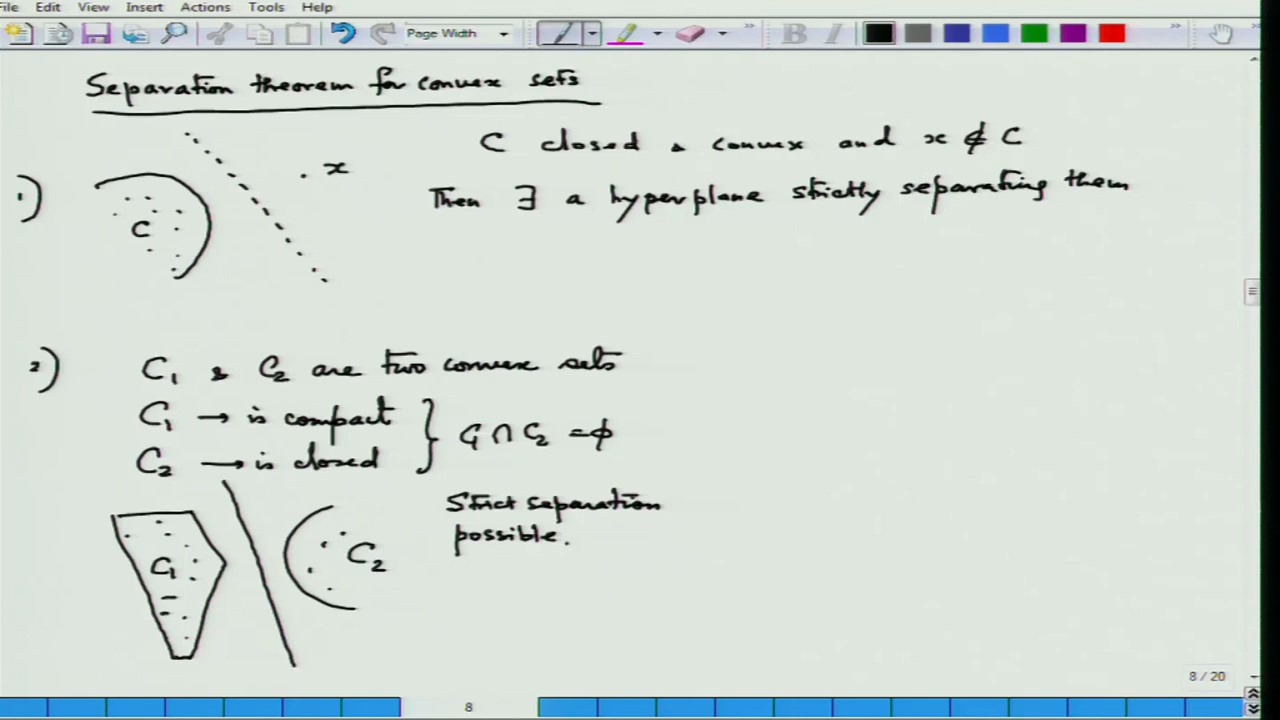 File Edit View Insert Actions Tools Help
Page Width
B I
Separation theorem for convex sets
C closed & convex and x ∉ C
1) x
Then ∃ a hyperplane strictly separating them
C
2) C₁ & C₂ are two convex sets
C₁ → is compact } C₁ ∩ C₂ = φ
C₂ → is closed
Strict separation
possible.
C₁ C₂
8 / 20
8